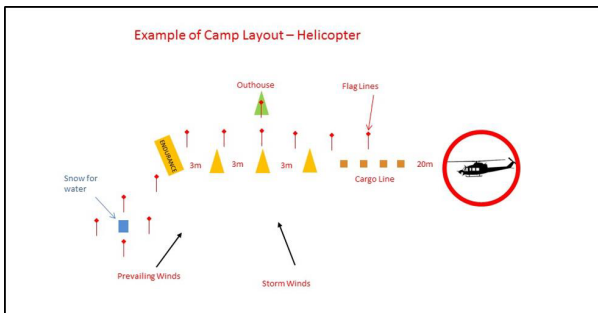 Example of Camp Layout – Helicopter
Outhouse
Flag Lines
ENDURANCE
3m
3m
3m
20m
Cargo Line
Snow for
water
Prevailing Winds
Storm Winds